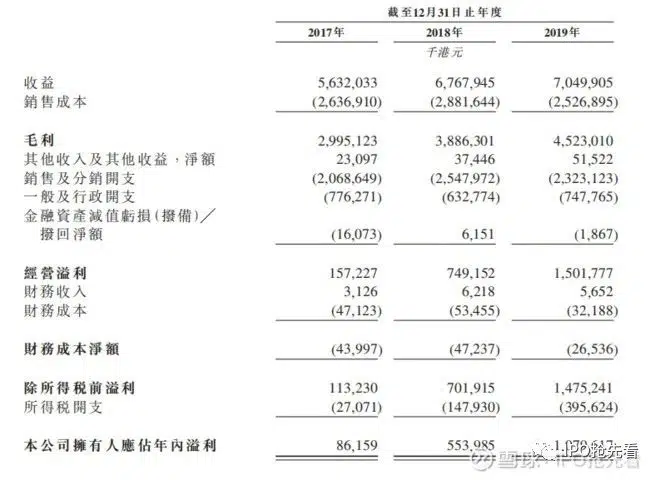 截至12月31日止年度
2017年 2018年 2019年
千港元
收益 5,632,033 6,767,945 7,049,905
銷售成本 (2,636,910) (2,881,644) (2,526,895)
毛利 2,995,123 3,886,301 4,523,010
其他收入及其他收益，淨額 23,097 37,446 51,522
銷售及分銷開支 (2,068,649) (2,547,972) (2,323,123)
一般及行政開支 (776,271) (632,774) (747,765)
金融資產減值虧損（撥備）／
撥回淨額 (16,073) 6,151 (1,867)
經營溢利 157,227 749,152 1,501,777
財務收入 3,126 6,218 5,652
財務成本 (47,123) (53,455) (32,188)
財務成本淨額 (43,997) (47,237) (26,536)
除所得稅前溢利 113,230 701,915 1,475,241
所得稅開支 (27,071) (147,930) (395,624)
本公司擁有人應佔年內溢利 86,159 553,985
IPO抢先看
雪球